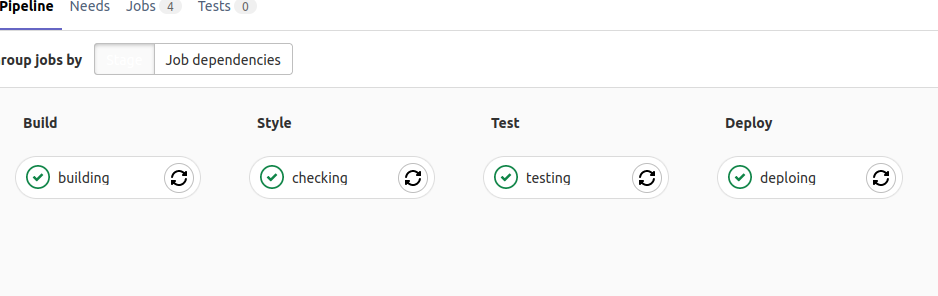 Pipeline Needs Jobs 4 Tests 0
roup jobs by Stage Job dependencies
Build Style Test Deploy
building checking testing deploing